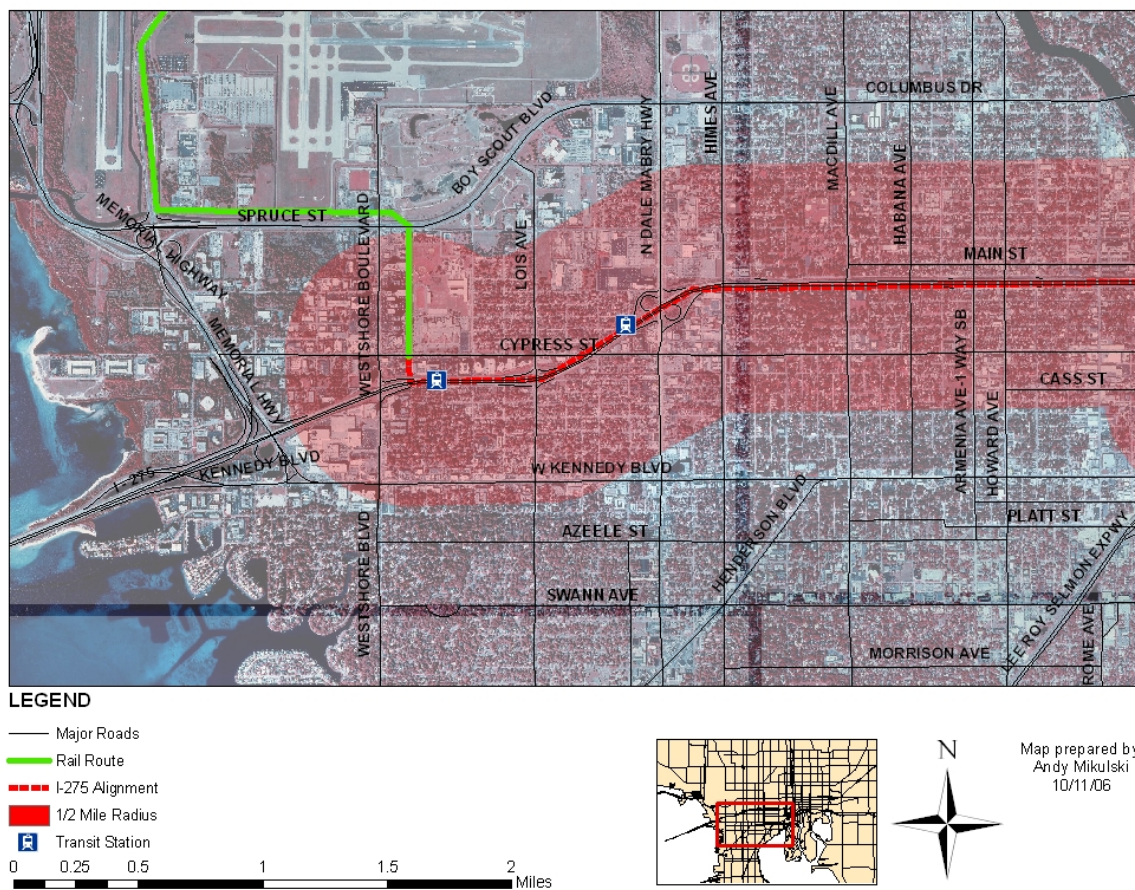 COLUMBUS DR
BOY SCOUT BLVD
N DALE MABRY HWY
HIMES AVE
MACDILL AVE
HABANA AVE
SPRUCE ST
WESTSHORE BOULEVARD
LOIS AVE
MEMORIAL HIGHWAY
MAIN ST
MEMORIAL HWY
CYPRESS ST
ARMENIA AVE -1 WAY SB
HOWARD AVE
CASS ST
I - 275
KENNEDY BLVD
W KENNEDY BLVD
HENDERSON BLVD
PLATT ST
AZEELE ST
WESTSHORE BLVD
SWANN AVE
LEE ROY SELMON EXPWY
ROME AVE
MORRISON AVE
LEGEND
Major Roads
Rail Route
I-275 Alignment
1/2 Mile Radius
Transit Station
0 0.25 0.5 1 1.5 2
Miles
N
Map prepared by
Andy Mikulski
10/11/06